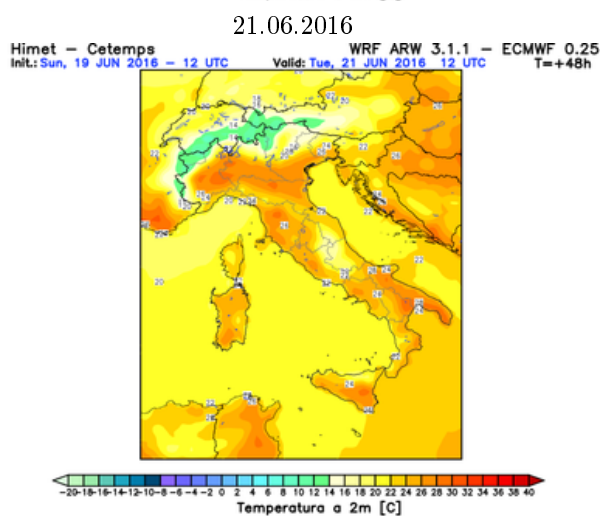 21.06.2016
Himet – Cetemps WRF ARW 3.1.1 – ECMWF 0.25
Init.: Sun, 19 JUN 2016 – 12 UTC Valid: Tue, 21 JUN 2016 12 UTC T=+48h
-20-18-16-14-12-10-8 -6 -4 -2 0 2 4 6 8 10 12 14 16 18 20 22 24 26 28 30 32 34 36 38 40
Temperatura a 2m [C]